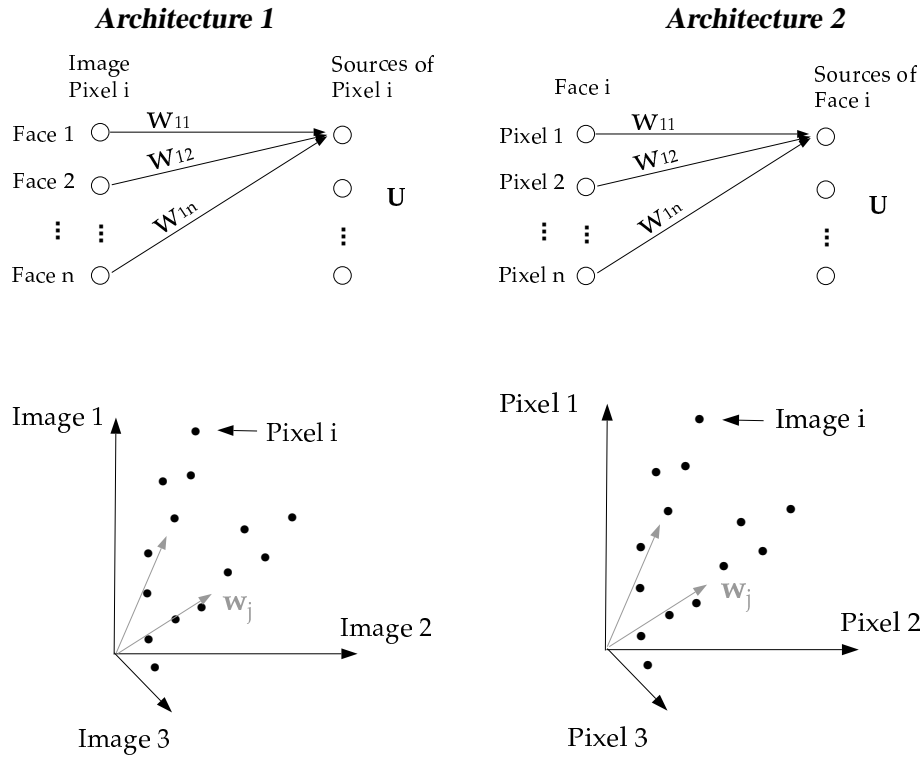 Architecture 1
Image
Pixel i
Sources of
Pixel i
Face 1
W11
Face 2
W12
W1n
U
⋮ ⋮ ⋮
Face n
Architecture 2
Face i
Sources of
Face i
Pixel 1
W11
Pixel 2
W12
W1n
U
⋮ ⋮ ⋮
Pixel n
Image 1
Pixel i
wj
Image 2
Image 3
Pixel 1
Image i
wj
Pixel 2
Pixel 3